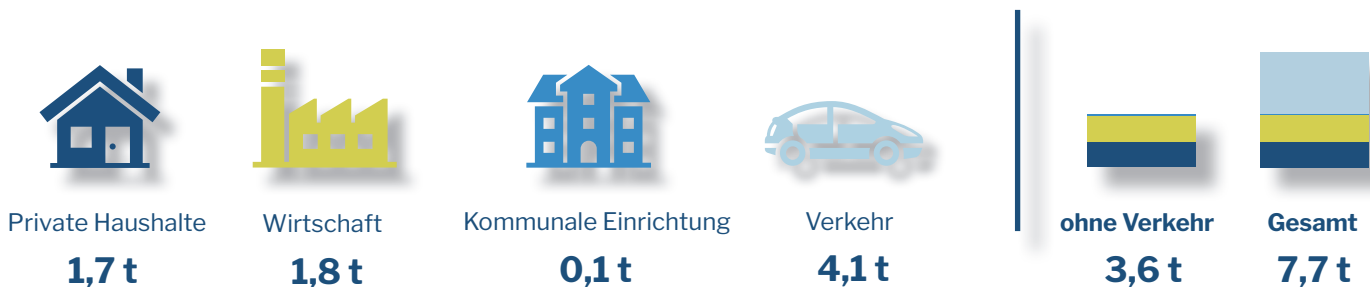 Private Haushalte
1,7 t
Wirtschaft
1,8 t
Kommunale Einrichtung
0,1 t
Verkehr
4,1 t
ohne Verkehr
3,6 t
Gesamt
7,7 t